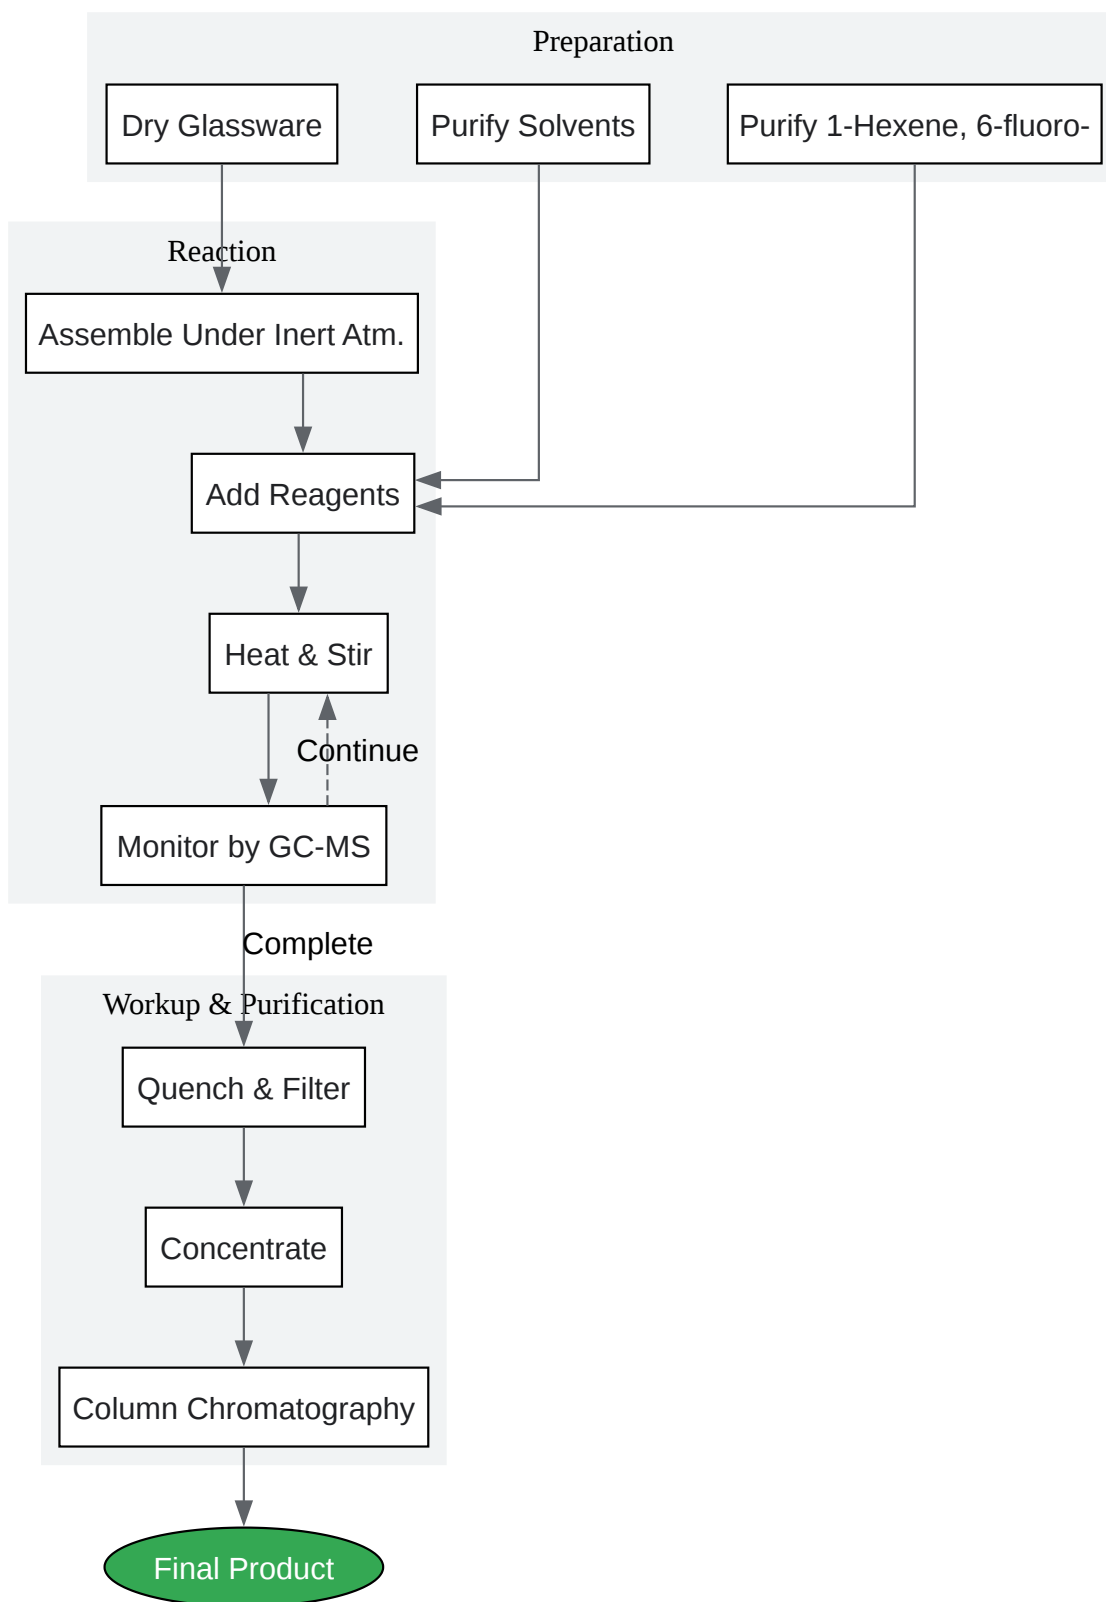 Preparation
Dry Glassware
Purify Solvents
Purify 1-Hexene, 6-fluoro-
Reaction
Assemble Under Inert Atm.
Add Reagents
Heat & Stir
Continue
Monitor by GC-MS
Complete
Workup & Purification
Quench & Filter
Concentrate
Column Chromatography
Final Product